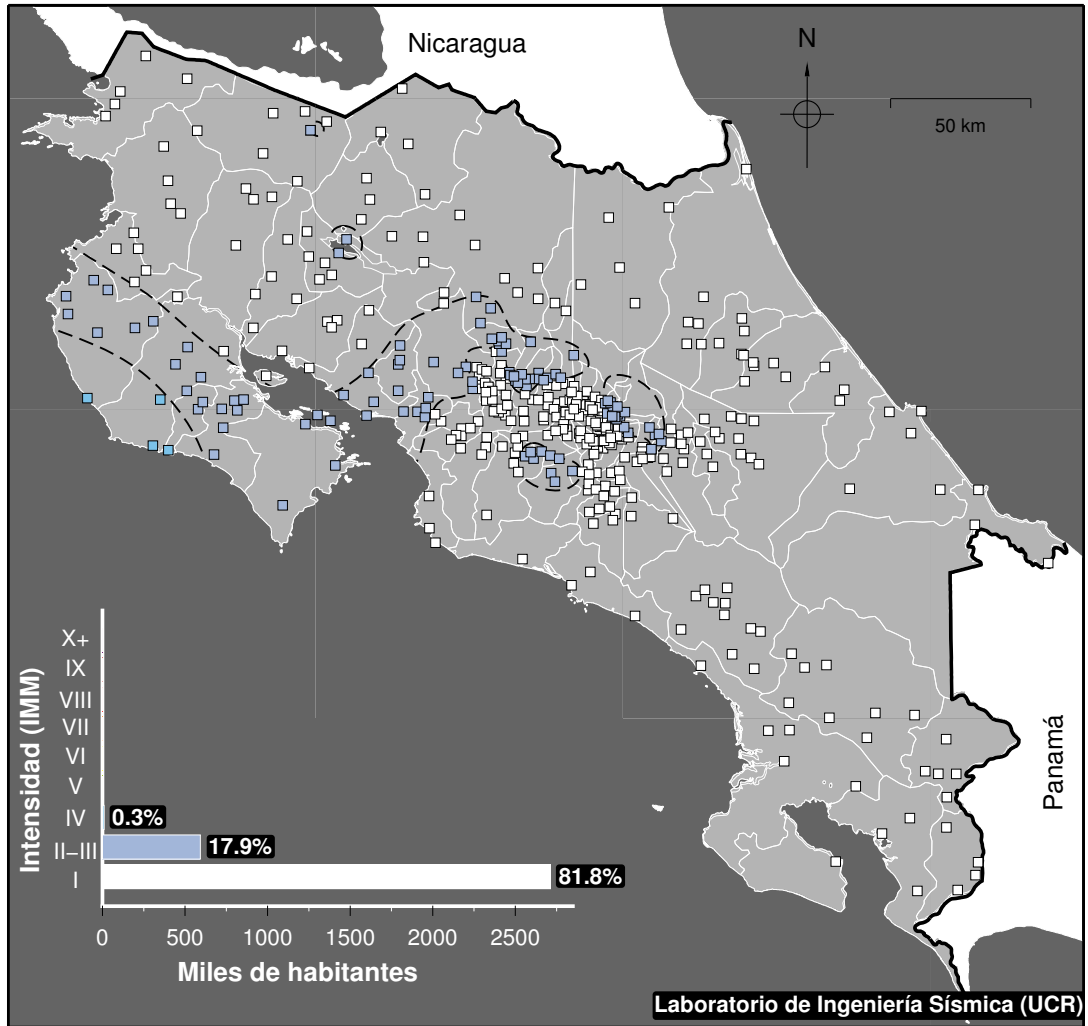 Nicaragua
N
50 km
Panamá
Intensidad (IMM)
X+
IX
VIII
VII
VI
V
IV
0.3%
II−III
17.9%
I
81.8%
0 500 1000 1500 2000 2500
Miles de habitantes
Laboratorio de Ingeniería Sísmica (UCR)